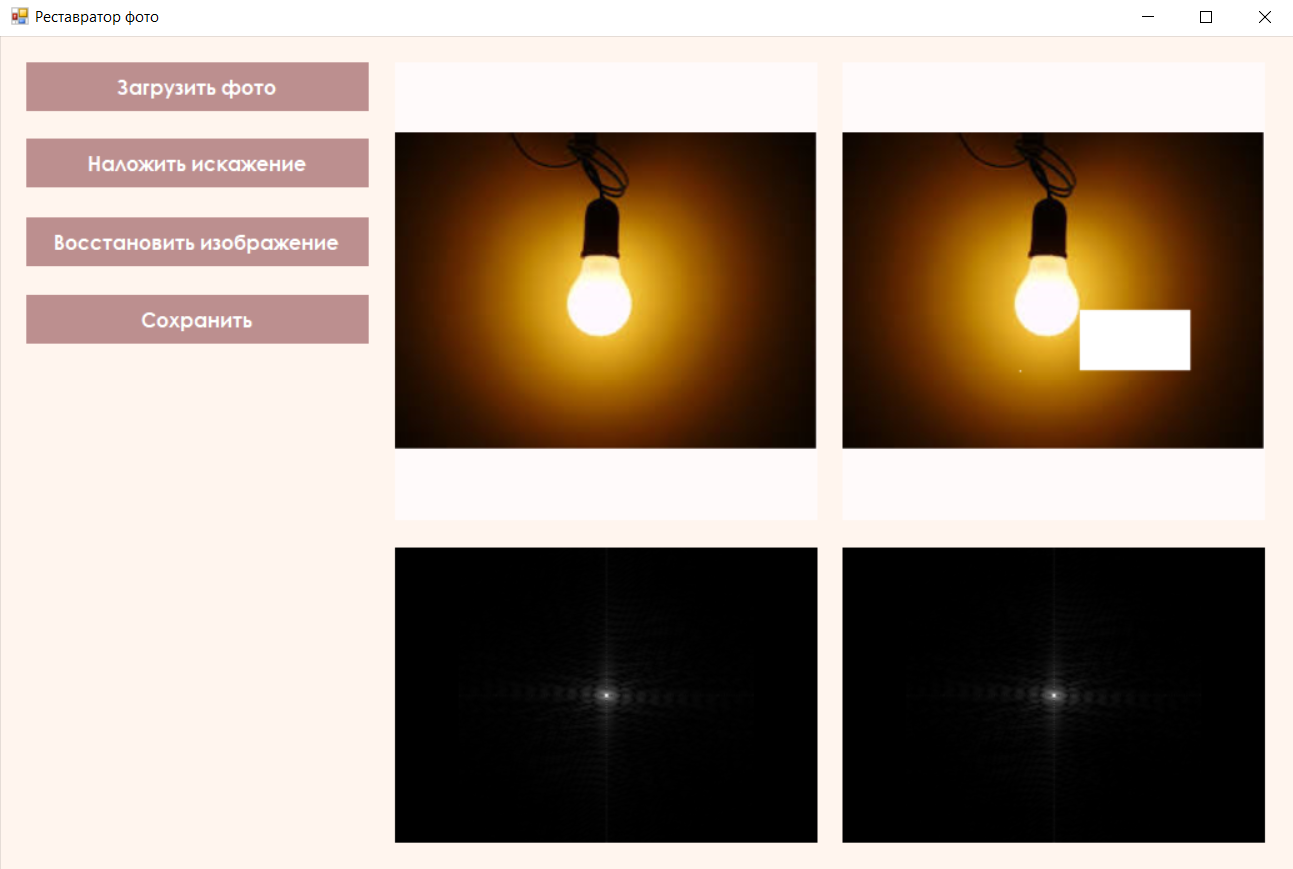 Реставратор фото
Загрузить фото
Наложить искажение
Восстановить изображение
Сохранить